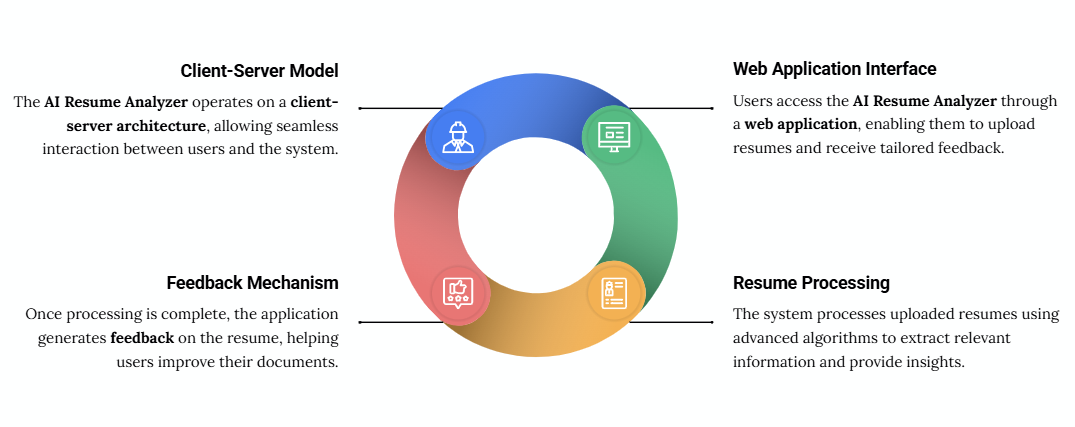 Client-Server Model
The AI Resume Analyzer operates on a client-
server architecture, allowing seamless
interaction between users and the system.
Web Application Interface
Users access the AI Resume Analyzer through
a web application, enabling them to upload
resumes and receive tailored feedback.
Feedback Mechanism
Once processing is complete, the application
generates feedback on the resume, helping
users improve their documents.
Resume Processing
The system processes uploaded resumes using
advanced algorithms to extract relevant
information and provide insights.